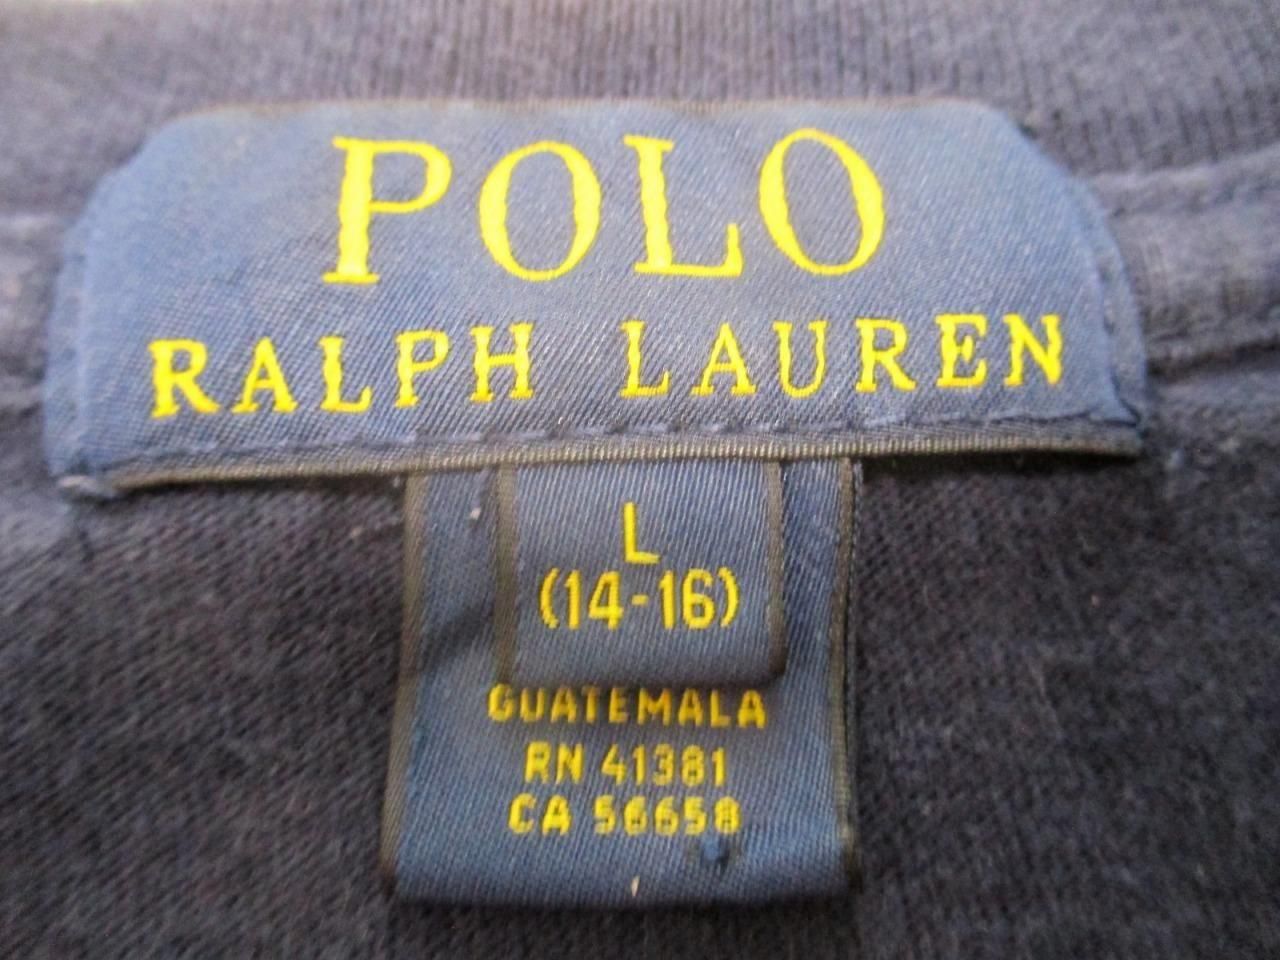 POLO
RALPH LAUREN
L
(14-16)
GUATEMALA
RN 41381
CA 56658